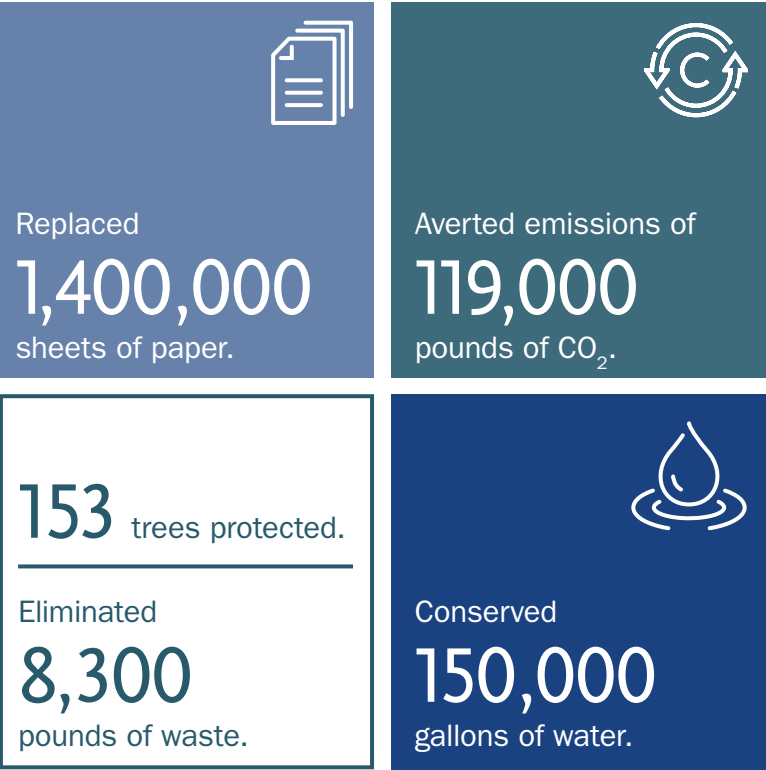 Replaced
1,400,000
sheets of paper.
C
Averted emissions of
119,000
pounds of CO₂.
153 trees protected.
Eliminated
8,300
pounds of waste.
Conserved
150,000
gallons of water.